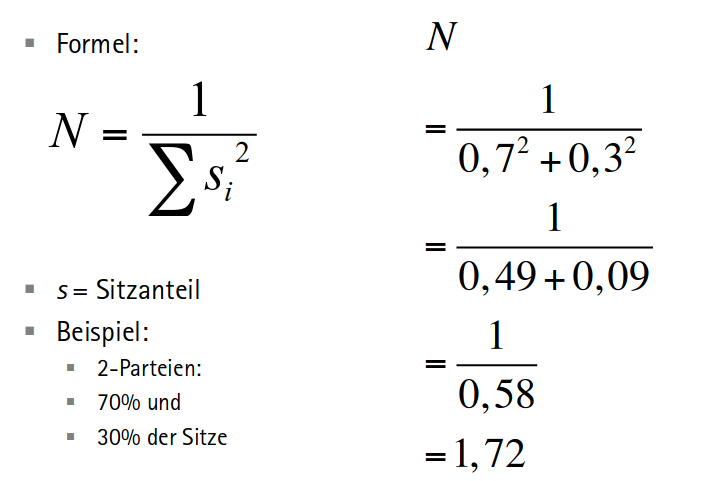 ▪ Formel:
N = 1 / ∑ sᵢ²
▪ s = Sitzanteil
▪ Beispiel:
▪ 2-Parteien:
▪ 70% und
▪ 30% der Sitze
N
= 1 / (0,7² + 0,3²)
= 1 / (0,49 + 0,09)
= 1 / 0,58
= 1,72